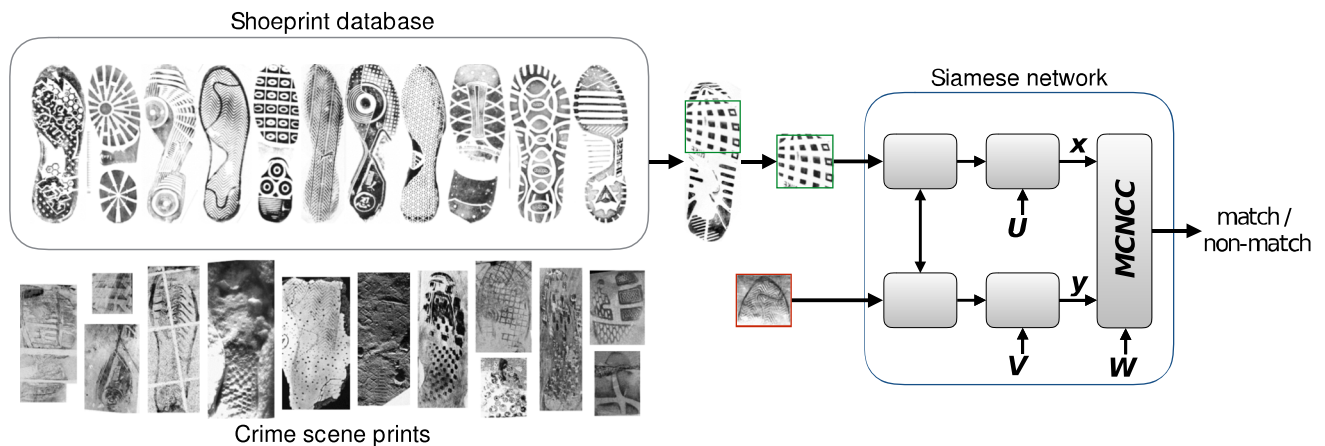 Shoeprint database
Siamese network
x
U
MCNCC
match /
non-match
y
V
W
Crime scene prints